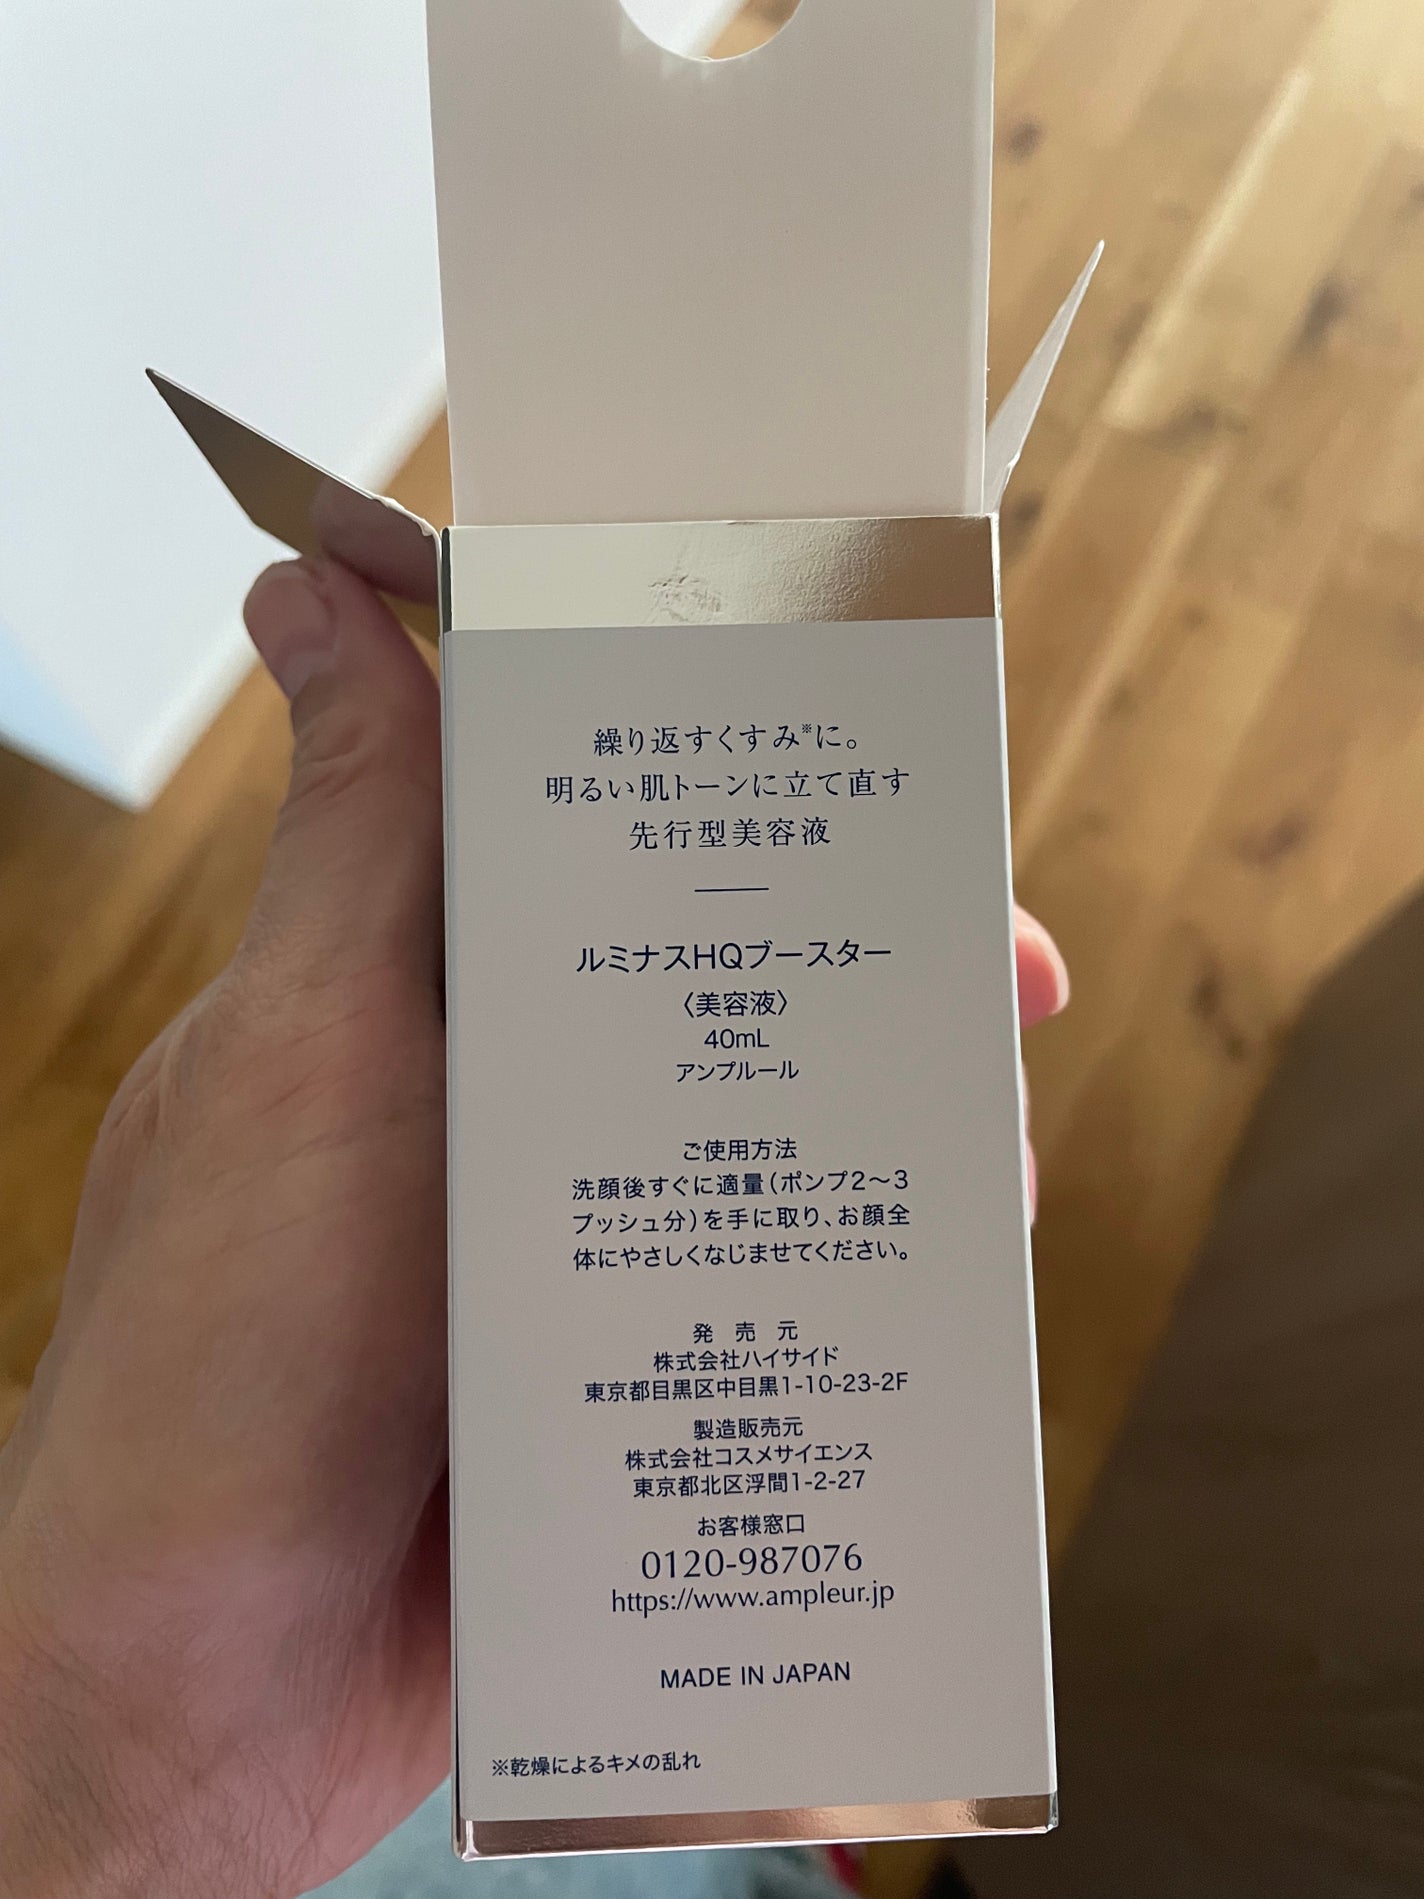 繰り返すくすみ※に。
明るい肌トーンに立て直す
先行型美容液
ルミナスHQブースター
〈美容液〉
40mL
アンプルール
ご使用方法
洗顔後すぐに適量(ポンプ2〜3
プッシュ分)を手に取り、お顔全
体にやさしくなじませてください。
発 売 元
株式会社ハイサイド
東京都目黒区中目黒1-10-23-2F
製造販売元
株式会社コスメサイエンス
東京都北区浮間1-2-27
お客様窓口
0120-987076
https://www.ampleur.jp
MADE IN JAPAN
※乾燥によるキメの乱れ